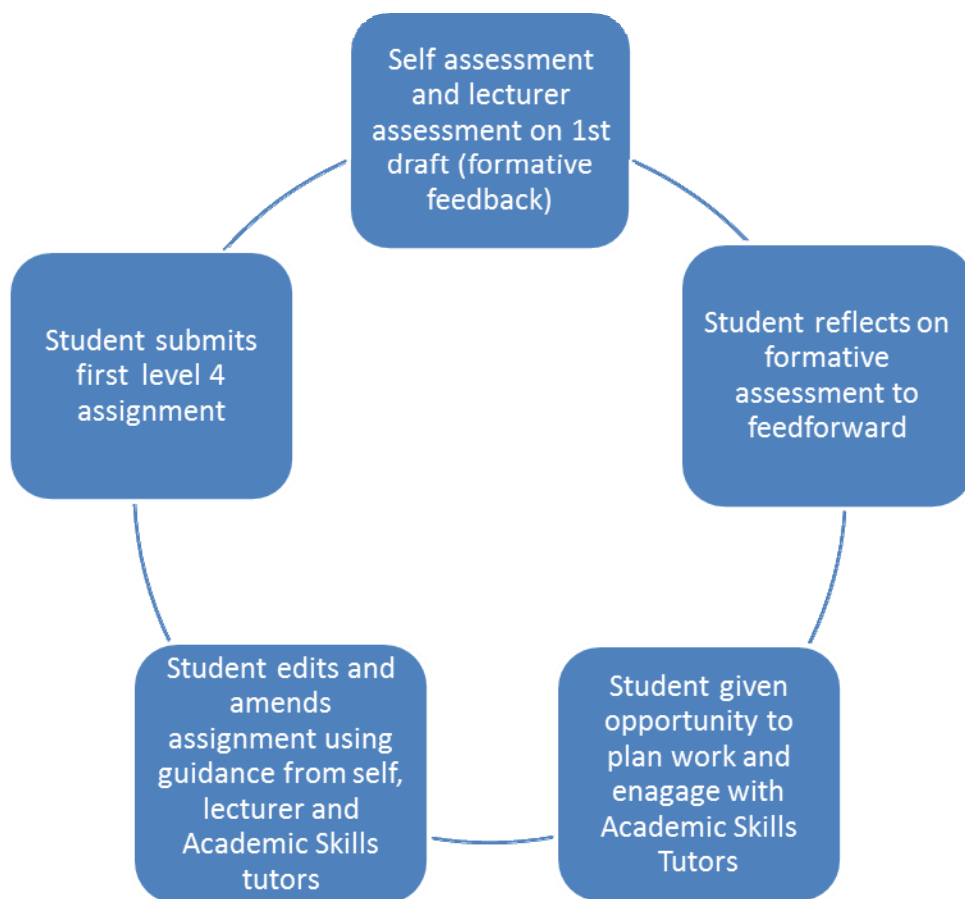 Self assessment
and lecturer
assessment on 1st
draft (formative
feedback)
Student reflects on
formative
assessment to
feedforward
Student given
opportunity to
plan work and
enagage with
Academic Skills
Tutors
Student edits and
amends
assignment using
guidance from self,
lecturer and
Academic Skills
tutors
Student submits
first level 4
assignment